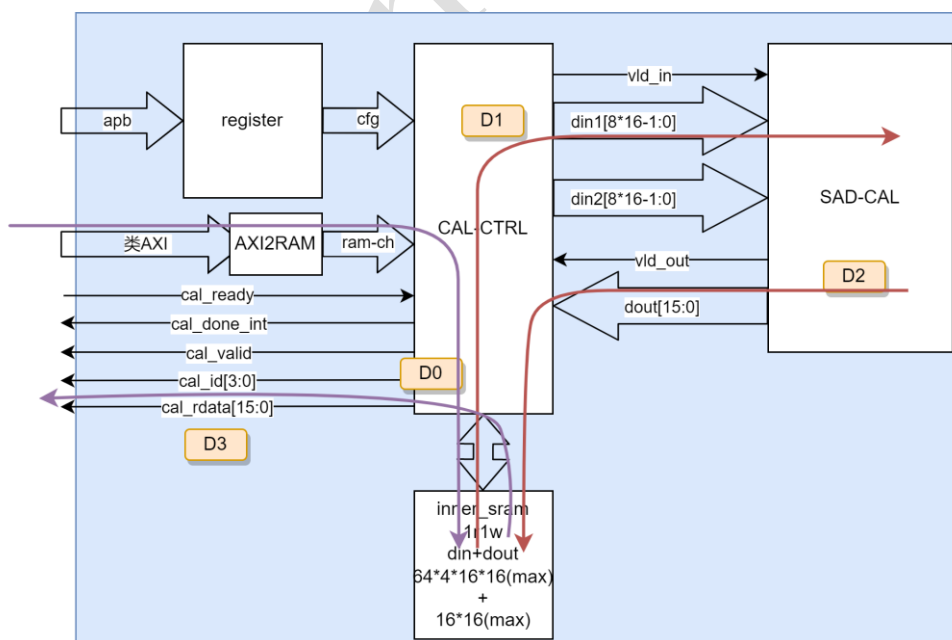 apb
register
cfg
D1
vld_in
din1[8*16-1:0]
din2[8*16-1:0]
SAD-CAL
类AXI
AXI2RAM
ram-ch
CAL-CTRL
vld_out
D2
dout[15:0]
cal_ready
cal_done_int
cal_valid
cal_id[3:0]
D0
cal_rdata[15:0]
D3
inner_sram
1r1w
din+dout
64*4*16*16(max)
+
16*16(max)